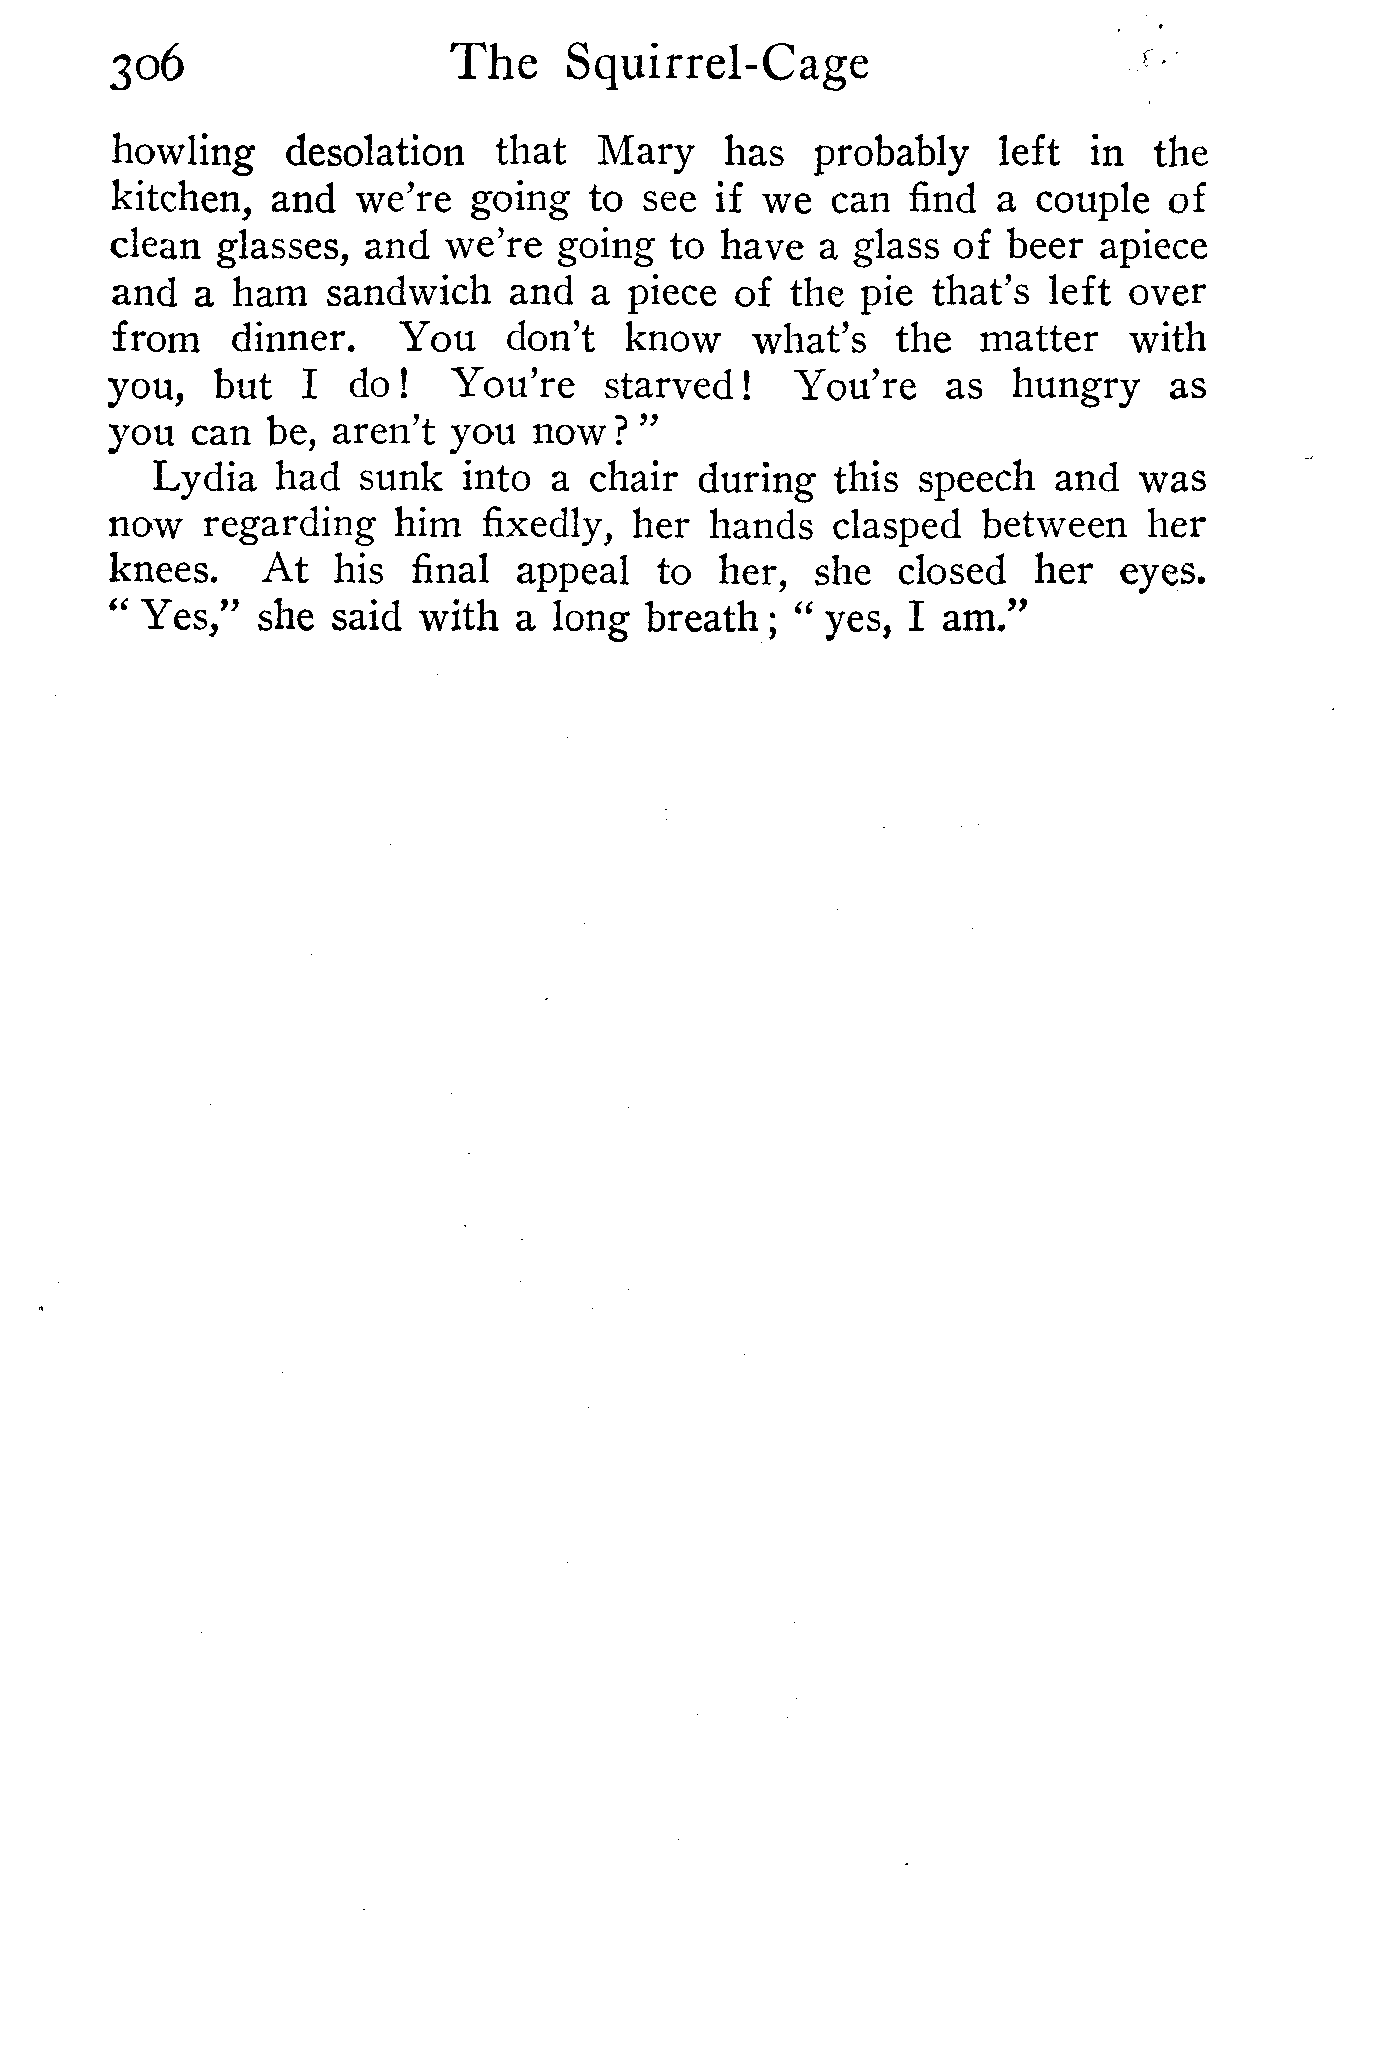 306 The Squirrel-Cage
howling desolation that Mary has probably left in the
kitchen, and we're going to see if we can find a couple of
clean glasses, and we're going to have a glass of beer apiece
and a ham sandwich and a piece of the pie that's left over
from dinner. You don't know what's the matter with
you, but I do! You're starved! You're as hungry as
you can be, aren't you now?"
Lydia had sunk into a chair during this speech and was
now regarding him fixedly, her hands clasped between her
knees. At his final appeal to her, she closed her eyes.
"Yes," she said with a long breath; "yes, I am."